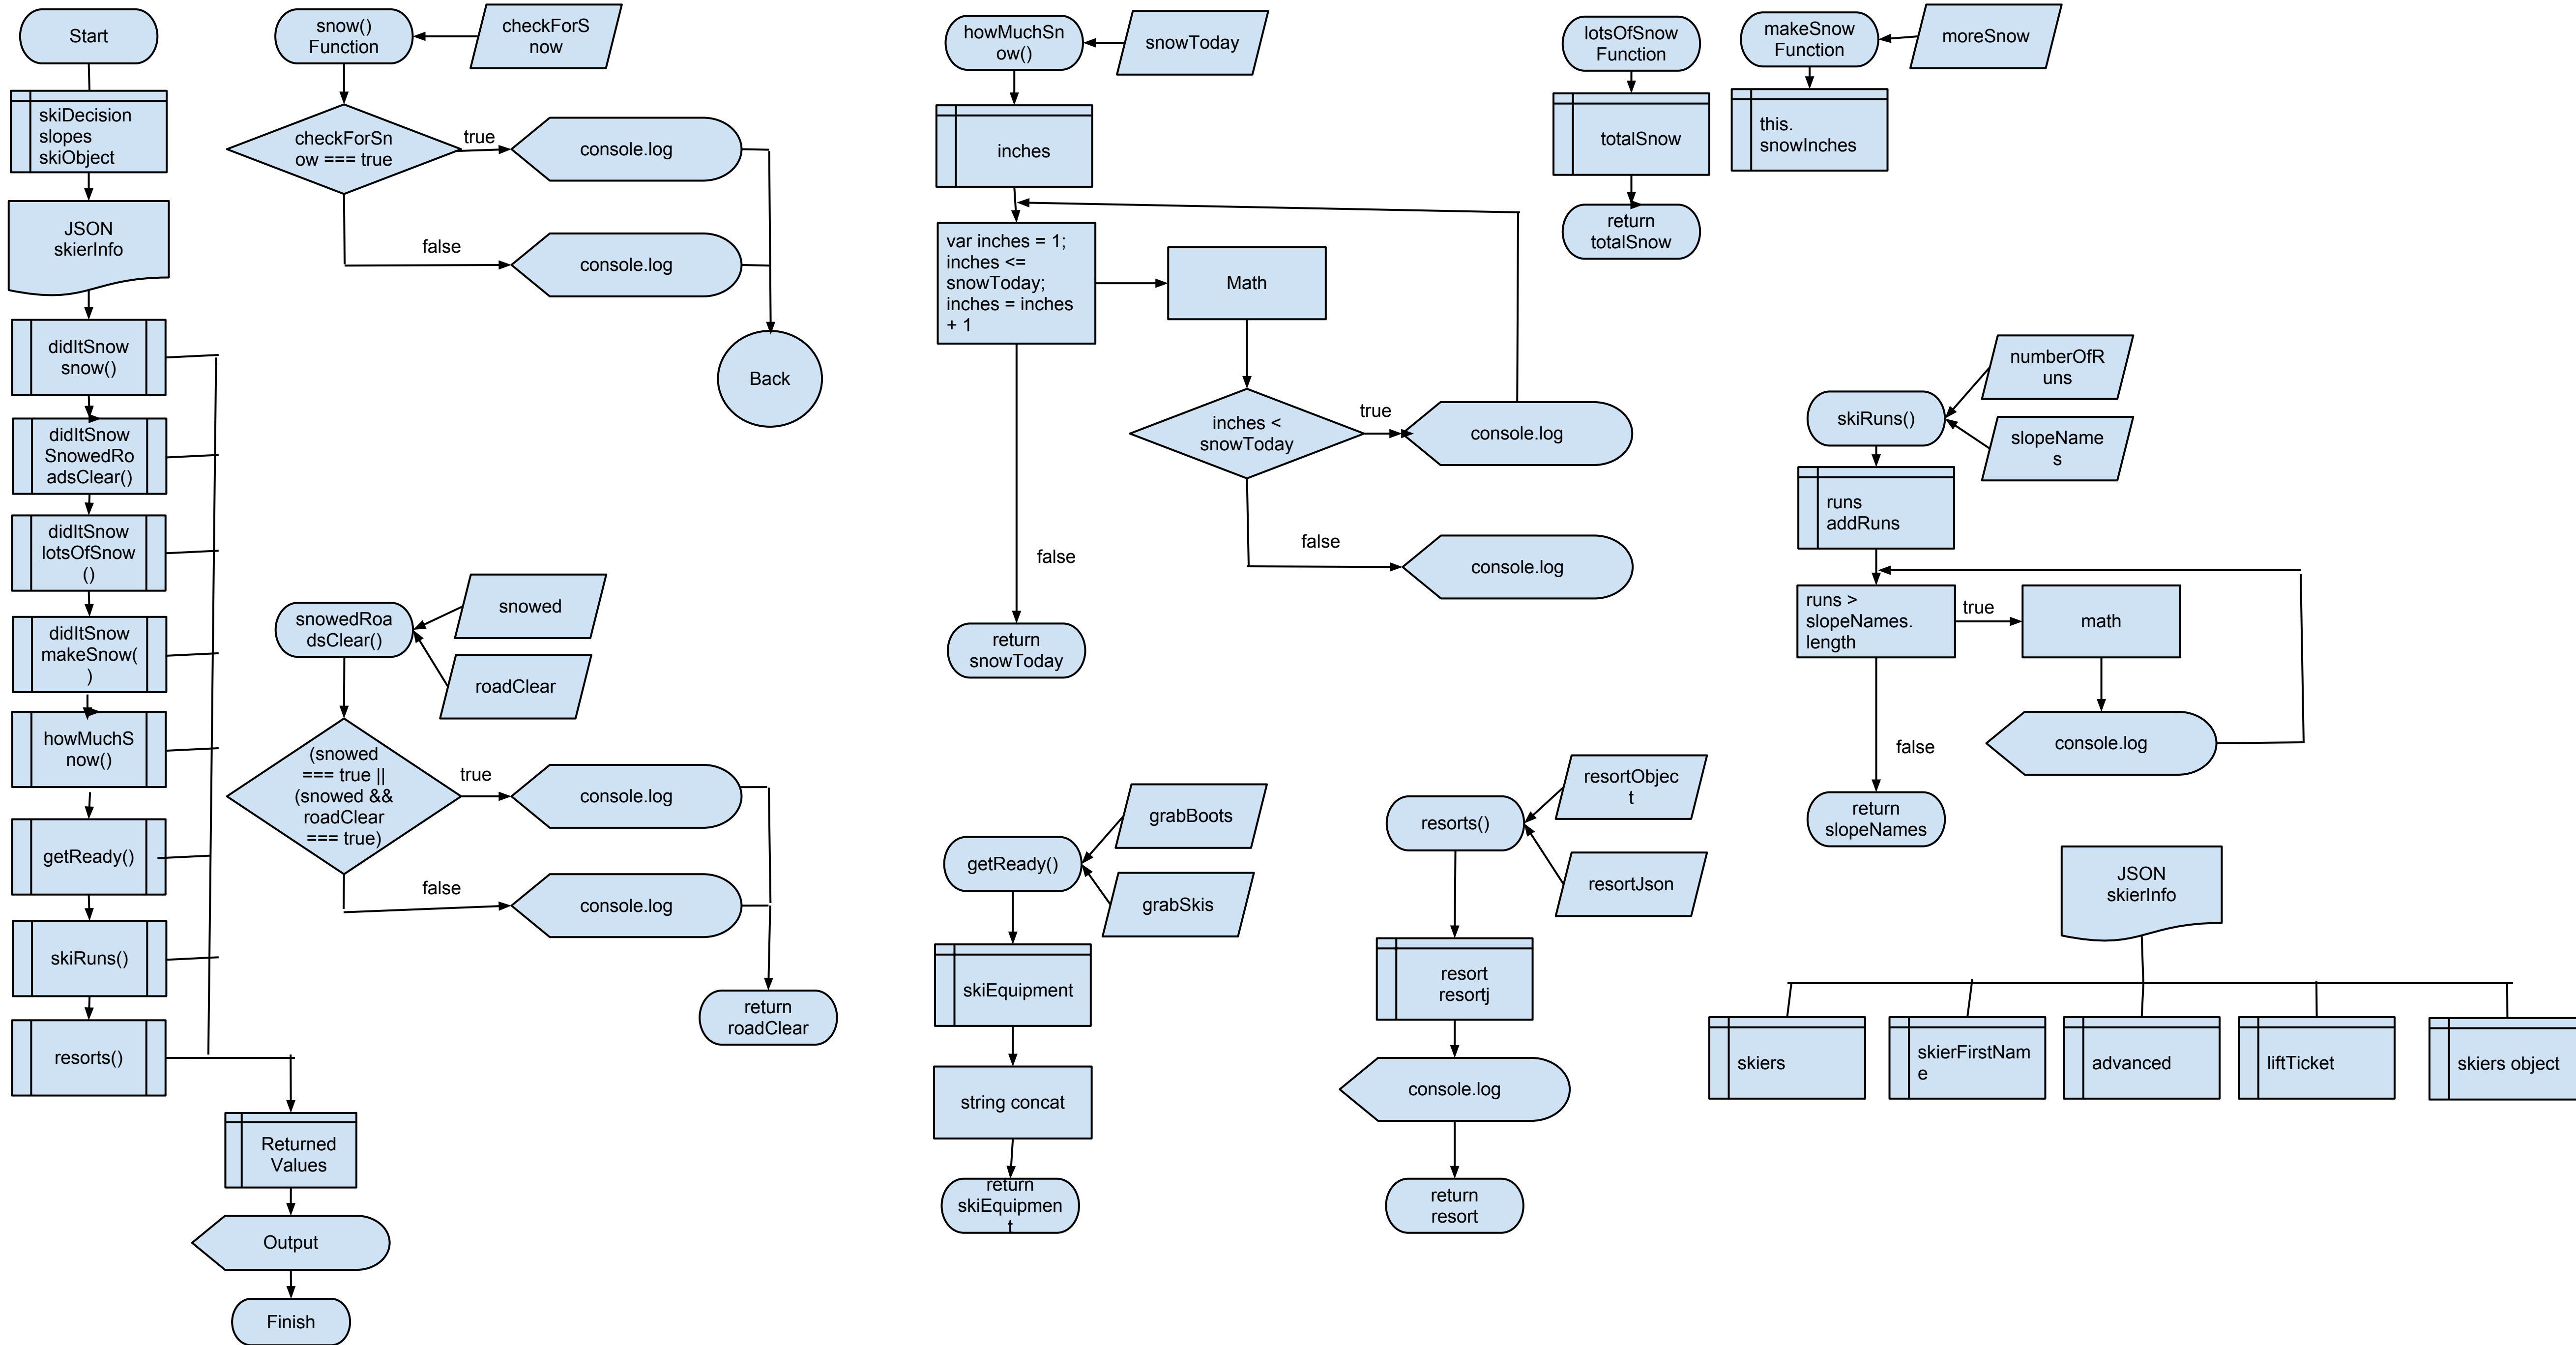 Start
skiDecision
slopes
skiObject
JSON
skierInfo
didItSnow
snow()
didItSnow
SnowedRo
adsClear()
didItSnow
lotsOfSnow
()
didItSnow
makeSnow(
)
howMuchS
now()
getReady()
skiRuns()
resorts()
Returned
Values
Output
Finish
snow()
Function
checkForS
now
checkForSn
ow === true
true
console.log
false
console.log
Back
snowedRoa
dsClear()
snowed
roadClear
(snowed
=== true ||
(snowed &&
roadClear
=== true)
true
console.log
false
console.log
return
roadClear
howMuchSn
ow()
snowToday
inches
var inches = 1;
inches <=
snowToday;
inches = inches
+ 1
Math
inches <
snowToday
true
console.log
false
console.log
false
return
snowToday
getReady()
grabBoots
grabSkis
skiEquipment
string concat
return
skiEquipmen
t
resorts()
resortObjec
t
resortJson
resort
resortj
console.log
return
resort
lotsOfSnow
Function
totalSnow
return
totalSnow
makeSnow
Function
moreSnow
this.
snowInches
skiRuns()
numberOfR
uns
slopeName
s
runs
addRuns
runs >
slopeNames.
length
true
math
console.log
false
return
slopeNames
JSON
skierInfo
skiers
skierFirstNam
e
advanced
liftTicket
skiers object